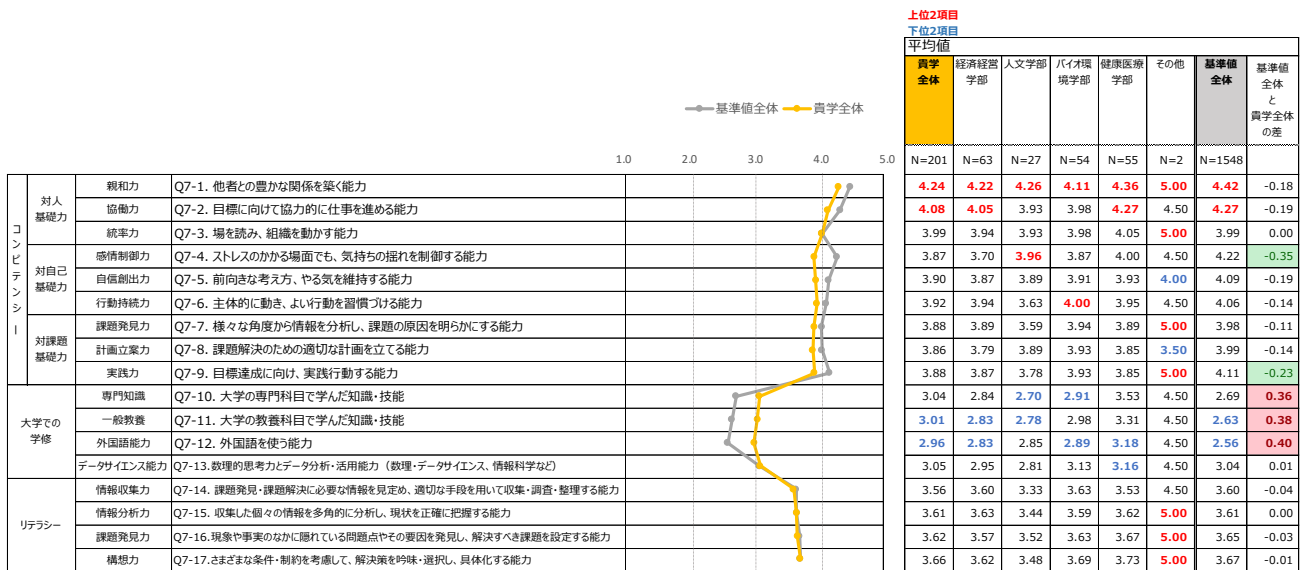 上位2項目
下位2項目
平均値
貴学全体 経済経営学部 人文学部 バイオ環境学部 健康医療学部 その他 基準値全体 基準値全体と貴学全体の差
基準値全体 貴学全体
1.0 2.0 3.0 4.0 5.0 N=201 N=63 N=27 N=54 N=55 N=2 N=1548
コンピテンシー 対人基礎力 親和力 Q7-1. 他者との豊かな関係を築く能力 4.24 4.22 4.26 4.11 4.36 5.00 4.42 -0.18
協働力 Q7-2. 目標に向けて協力的に仕事を進める能力 4.08 4.05 3.93 3.98 4.27 4.50 4.27 -0.19
統率力 Q7-3. 場を読み、組織を動かす能力 3.99 3.94 3.93 3.98 4.05 5.00 3.99 0.00
対自己基礎力 感情制御力 Q7-4. ストレスのかかる場面でも、気持ちの揺れを制御する能力 3.87 3.70 3.96 3.87 4.00 4.50 4.22 -0.35
自信創出力 Q7-5. 前向きな考え方、やる気を維持する能力 3.90 3.87 3.89 3.91 3.93 4.00 4.09 -0.19
行動持続力 Q7-6. 主体的に動き、よい行動を習慣づける能力 3.92 3.94 3.63 4.00 3.95 4.50 4.06 -0.14
対課題基礎力 課題発見力 Q7-7. 様々な角度から情報を分析し、課題の原因を明らかにする能力 3.88 3.89 3.59 3.94 3.89 5.00 3.98 -0.11
計画立案力 Q7-8. 課題解決のための適切な計画を立てる能力 3.86 3.79 3.89 3.93 3.85 3.50 3.99 -0.14
実践力 Q7-9. 目標達成に向け、実践行動する能力 3.88 3.87 3.78 3.93 3.85 5.00 4.11 -0.23
大学での学修 専門知識 Q7-10. 大学の専門科目で学んだ知識・技能 3.04 2.84 2.70 2.91 3.53 4.50 2.69 0.36
一般教養 Q7-11. 大学の教養科目で学んだ知識・技能 3.01 2.83 2.78 2.98 3.31 4.50 2.63 0.38
外国語能力 Q7-12. 外国語を使う能力 2.96 2.83 2.85 2.89 3.18 4.50 2.56 0.40
データサイエンス能力 Q7-13.数理的思考力とデータ分析・活用能力（数理・データサイエンス、情報科学など） 3.05 2.95 2.81 3.13 3.16 4.50 3.04 0.01
リテラシー 情報収集力 Q7-14. 課題発見・課題解決に必要な情報を見定め、適切な手段を用いて収集・調査・整理する能力 3.56 3.60 3.33 3.63 3.53 4.50 3.60 -0.04
情報分析力 Q7-15. 収集した個々の情報を多角的に分析し、現状を正確に把握する能力 3.61 3.63 3.44 3.59 3.62 5.00 3.61 0.00
課題発見力 Q7-16.現象や事実のなかに隠れている問題点やその要因を発見し、解決すべき課題を設定する能力 3.62 3.57 3.52 3.63 3.67 5.00 3.65 -0.03
構想力 Q7-17.さまざまな条件・制約を考慮して、解決策を吟味・選択し、具体化する能力 3.66 3.62 3.48 3.69 3.73 5.00 3.67 -0.01